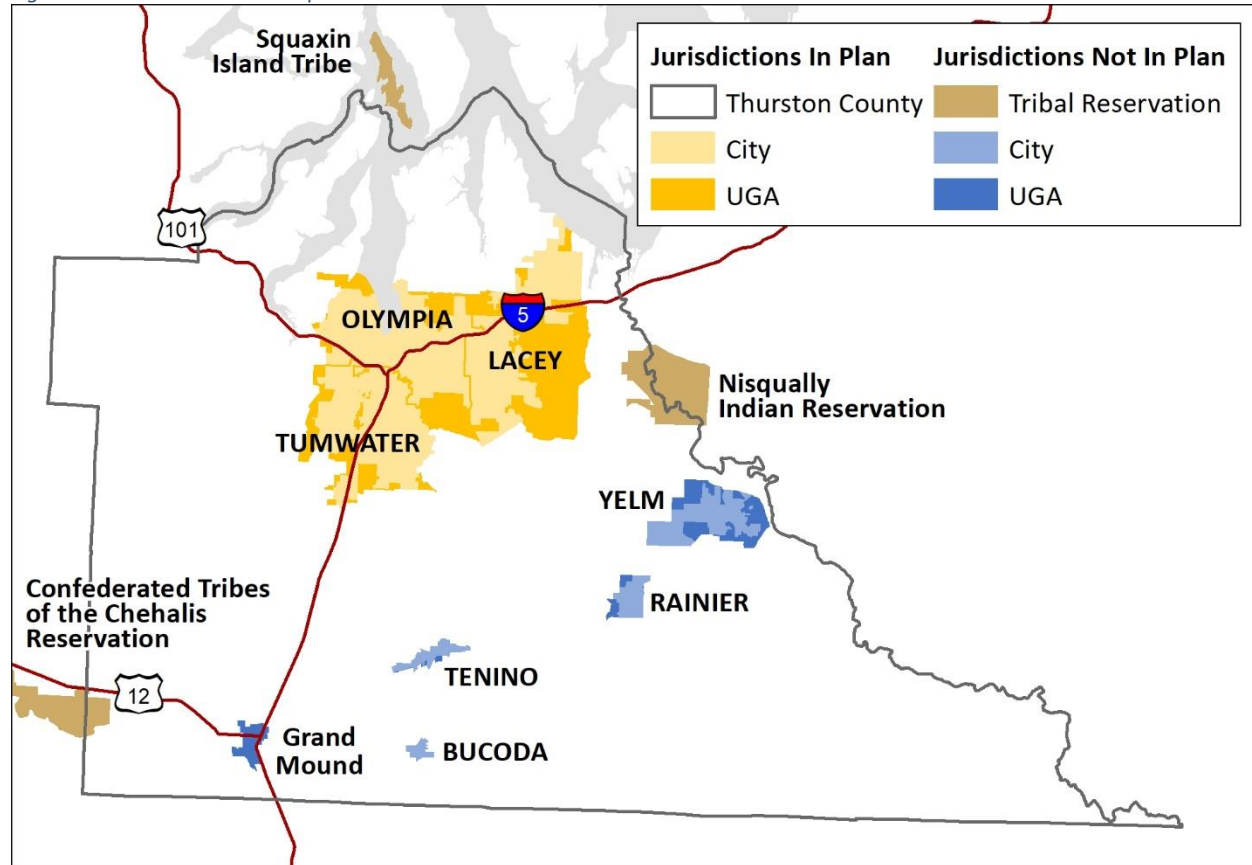 Squaxin
Island Tribe
Jurisdictions In Plan
Thurston County
City
UGA
Jurisdictions Not In Plan
Tribal Reservation
City
UGA
101
OLYMPIA
5
LACEY
TUMWATER
Nisqually
Indian Reservation
YELM
RAINIER
Confederated Tribes
of the Chehalis
Reservation
12
TENINO
Grand
Mound
BUCODA